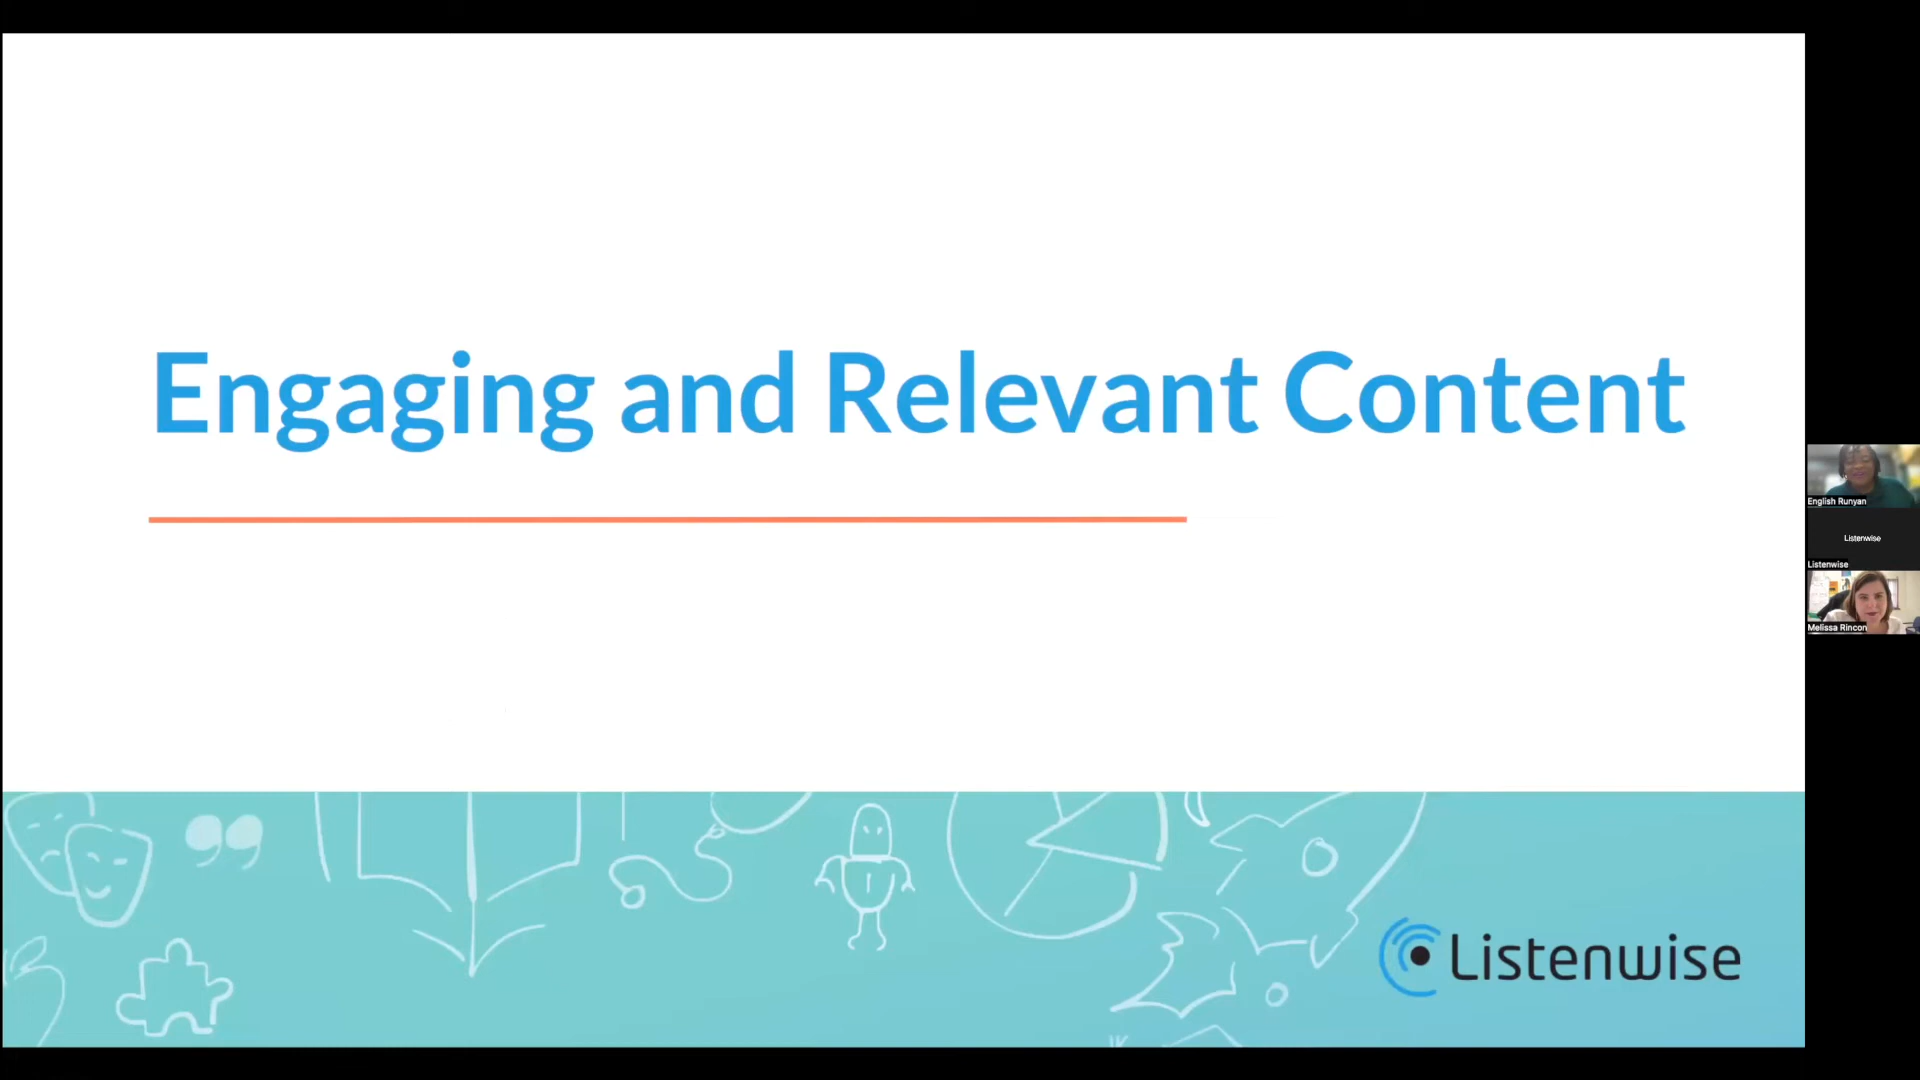 Engaging and Relevant Content
English Runyan
Listenwise
Listenwise
Melissa Rincon
Listenwise